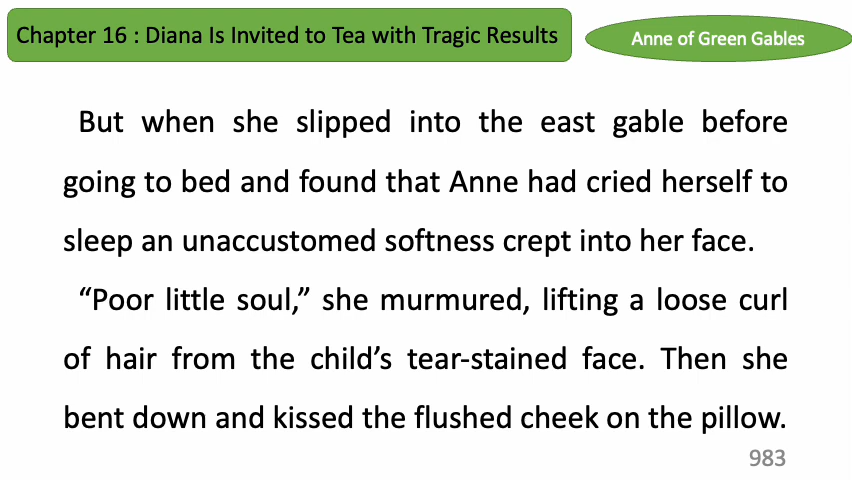 Chapter 16 : Diana Is Invited to Tea with Tragic Results
Anne of Green Gables
But when she slipped into the east gable before
going to bed and found that Anne had cried herself to
sleep an unaccustomed softness crept into her face.
“Poor little soul,” she murmured, lifting a loose curl
of hair from the child’s tear-stained face. Then she
bent down and kissed the flushed cheek on the pillow.
983